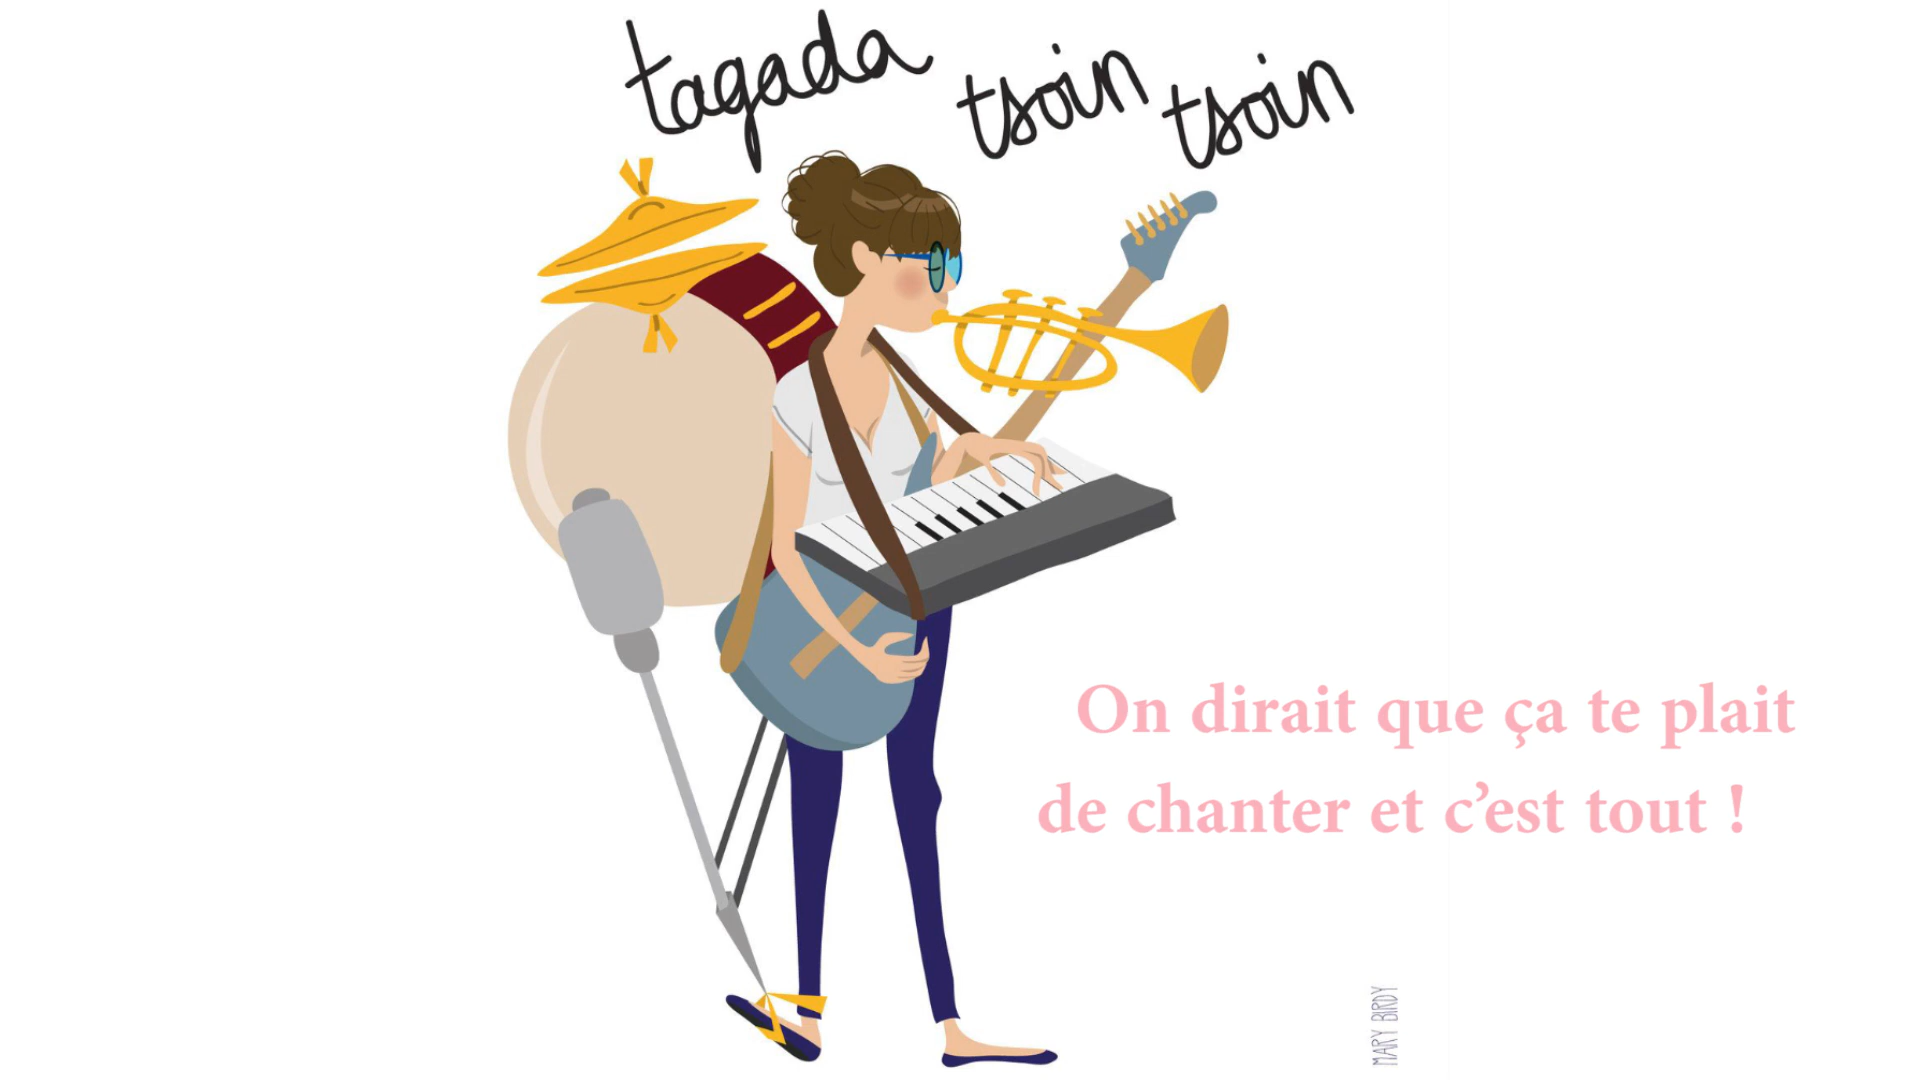 tagada tsoin tsoin
On dirait que ça te plait
de chanter et c’est tout !
MARY BIRDY